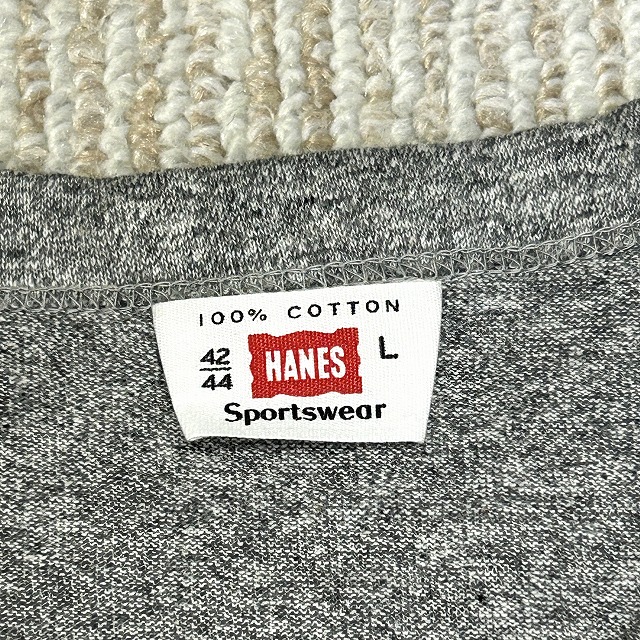 100% COTTON
42/44 HANES L
Sportswear